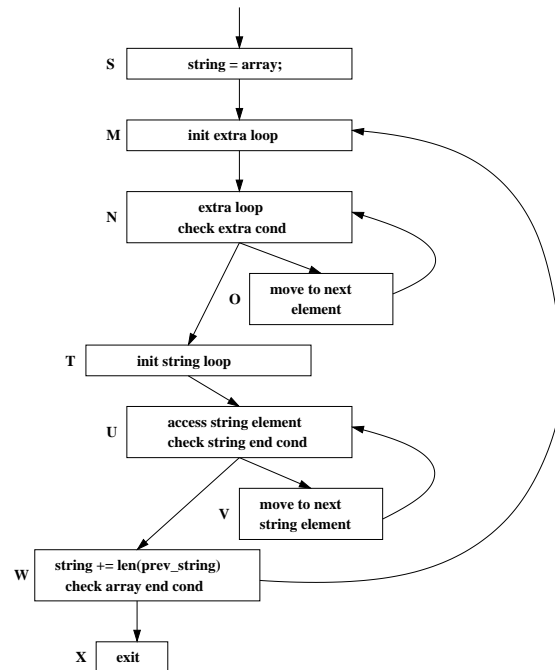 S
string = array;
M
init extra loop
N
extra loop
check extra cond
O
move to next
element
T
init string loop
U
access string element
check string end cond
V
move to next
string element
W
string += len(prev_string)
check array end cond
X
exit